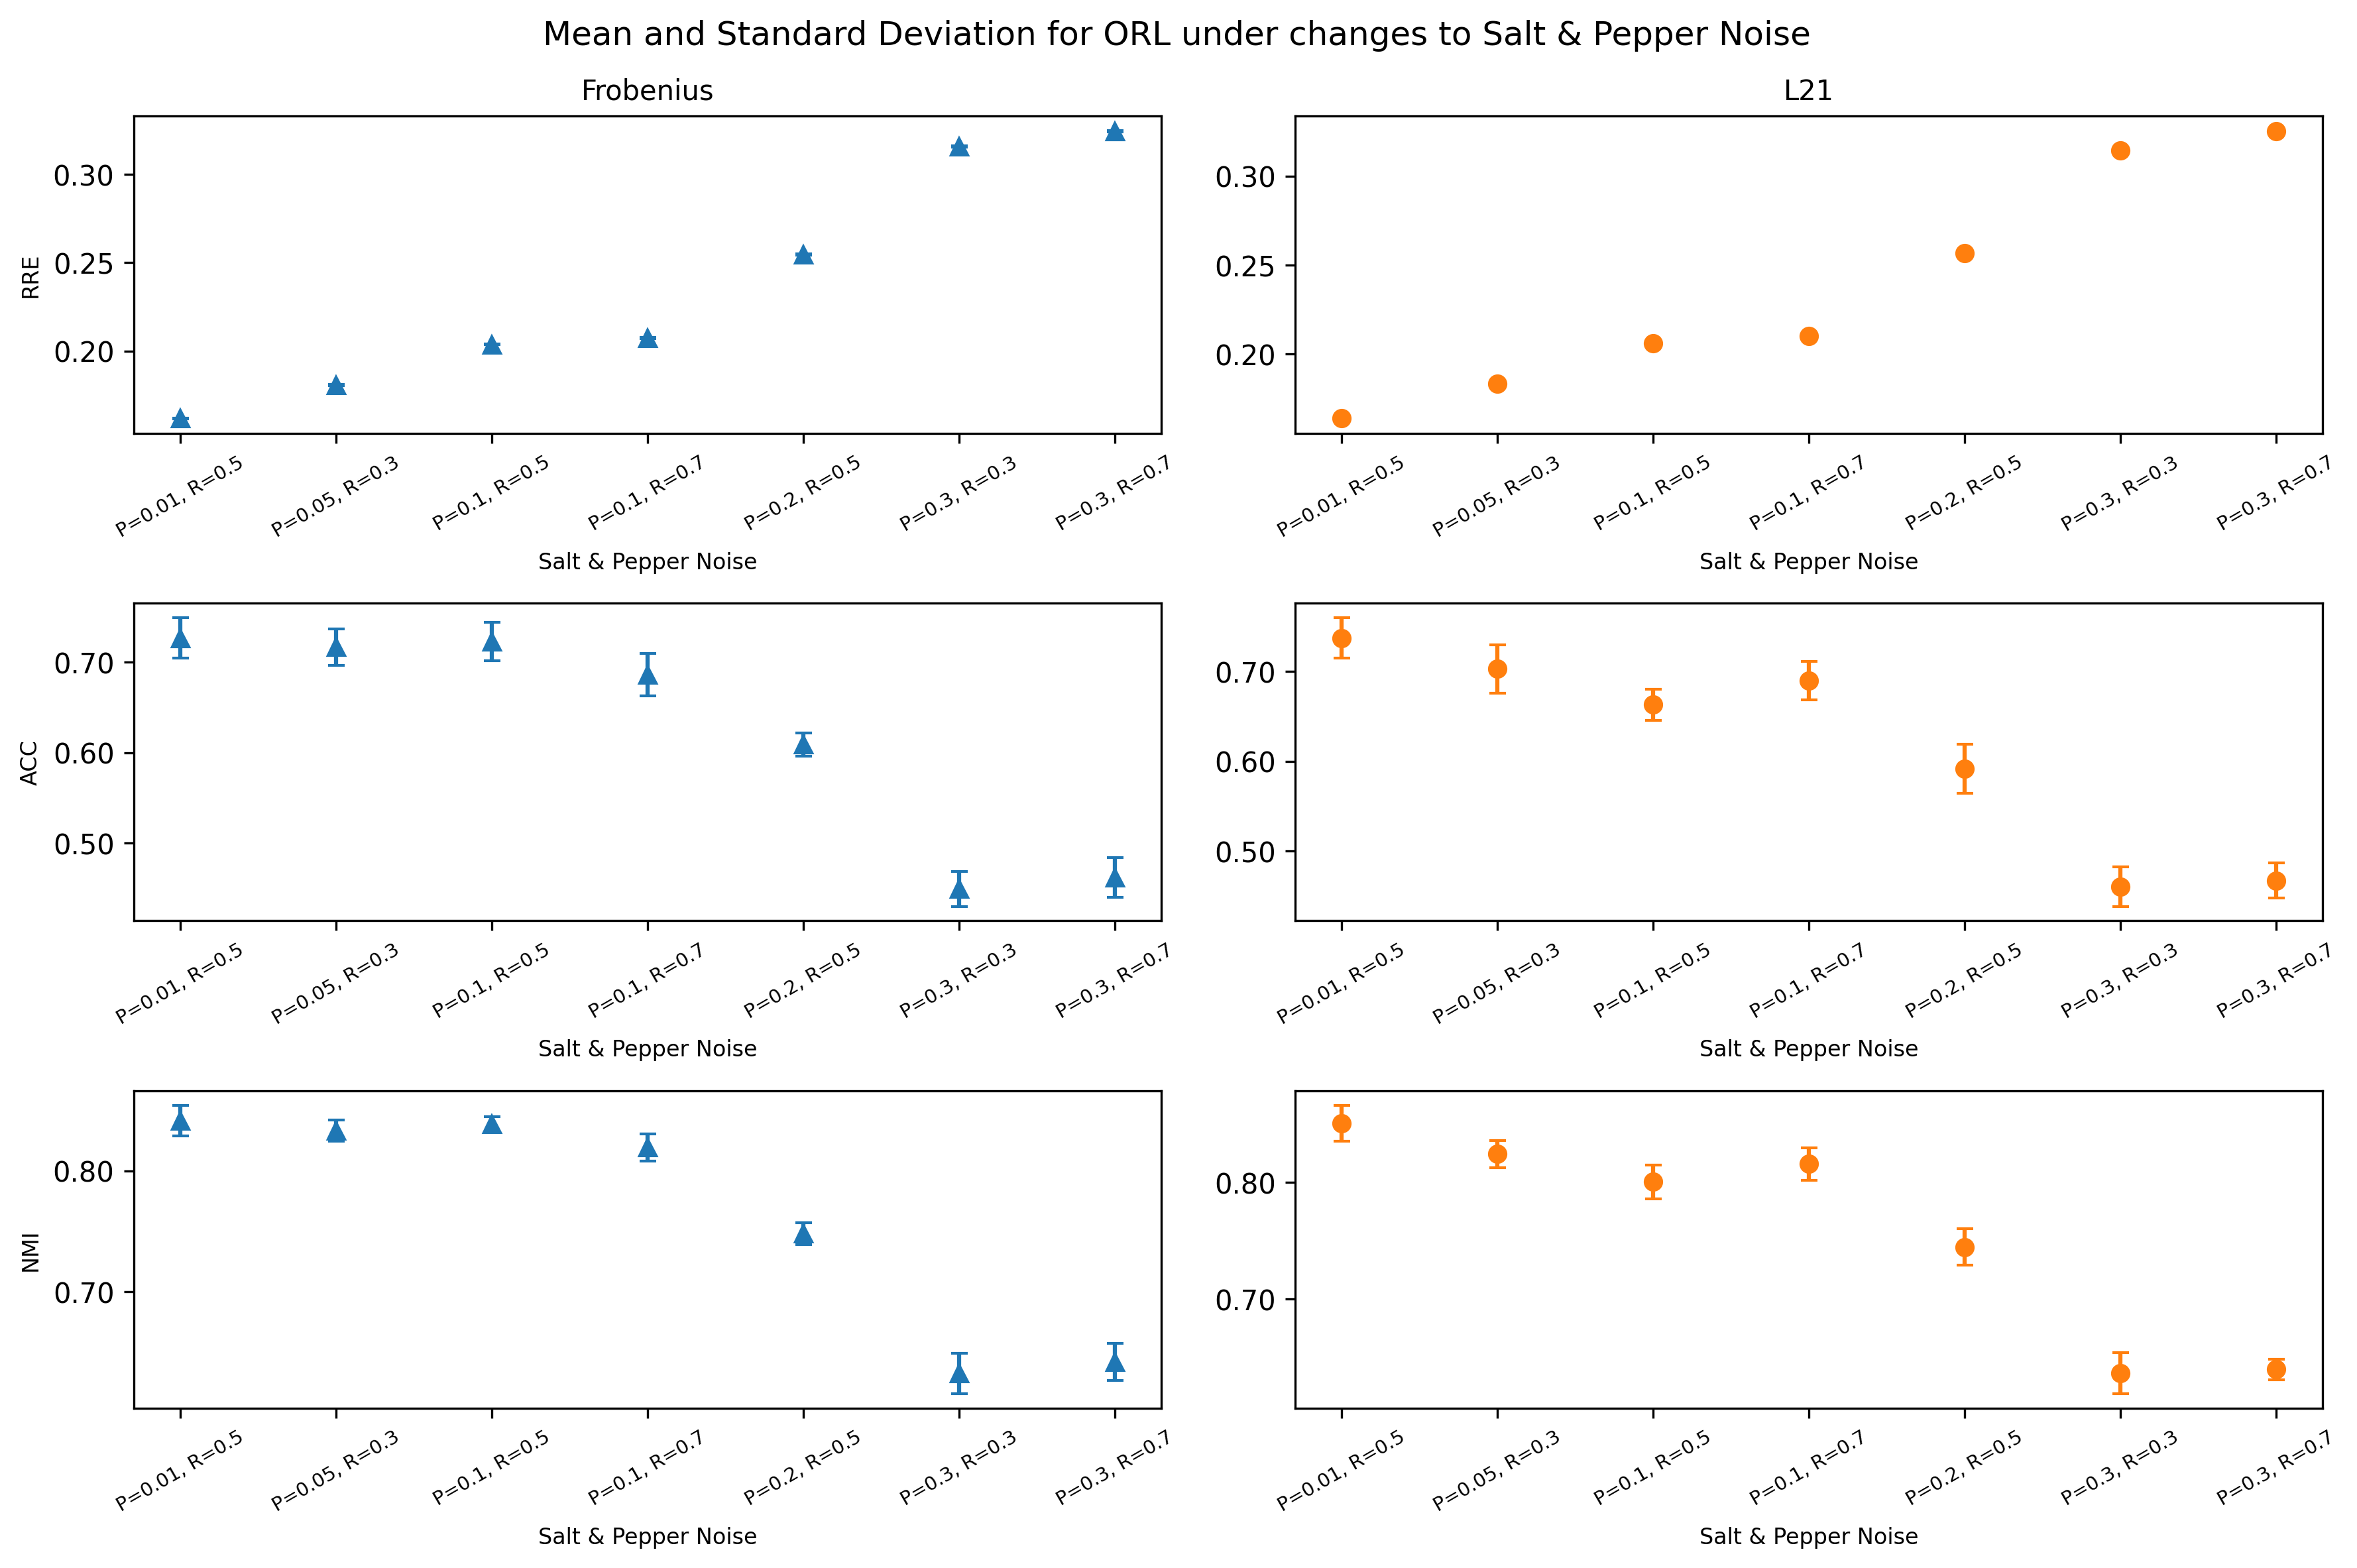 Mean and Standard Deviation for ORL under changes to Salt & Pepper Noise
Frobenius
L21
RRE
0.30
0.25
0.20
P=0.01, R=0.5
P=0.05, R=0.3
P=0.1, R=0.5
P=0.1, R=0.7
P=0.2, R=0.5
P=0.3, R=0.3
P=0.3, R=0.7
Salt & Pepper Noise
0.30
0.25
0.20
P=0.01, R=0.5
P=0.05, R=0.3
P=0.1, R=0.5
P=0.1, R=0.7
P=0.2, R=0.5
P=0.3, R=0.3
P=0.3, R=0.7
Salt & Pepper Noise
ACC
0.70
0.60
0.50
P=0.01, R=0.5
P=0.05, R=0.3
P=0.1, R=0.5
P=0.1, R=0.7
P=0.2, R=0.5
P=0.3, R=0.3
P=0.3, R=0.7
Salt & Pepper Noise
0.70
0.60
0.50
P=0.01, R=0.5
P=0.05, R=0.3
P=0.1, R=0.5
P=0.1, R=0.7
P=0.2, R=0.5
P=0.3, R=0.3
P=0.3, R=0.7
Salt & Pepper Noise
NMI
0.80
0.70
P=0.01, R=0.5
P=0.05, R=0.3
P=0.1, R=0.5
P=0.1, R=0.7
P=0.2, R=0.5
P=0.3, R=0.3
P=0.3, R=0.7
Salt & Pepper Noise
0.80
0.70
P=0.01, R=0.5
P=0.05, R=0.3
P=0.1, R=0.5
P=0.1, R=0.7
P=0.2, R=0.5
P=0.3, R=0.3
P=0.3, R=0.7
Salt & Pepper Noise